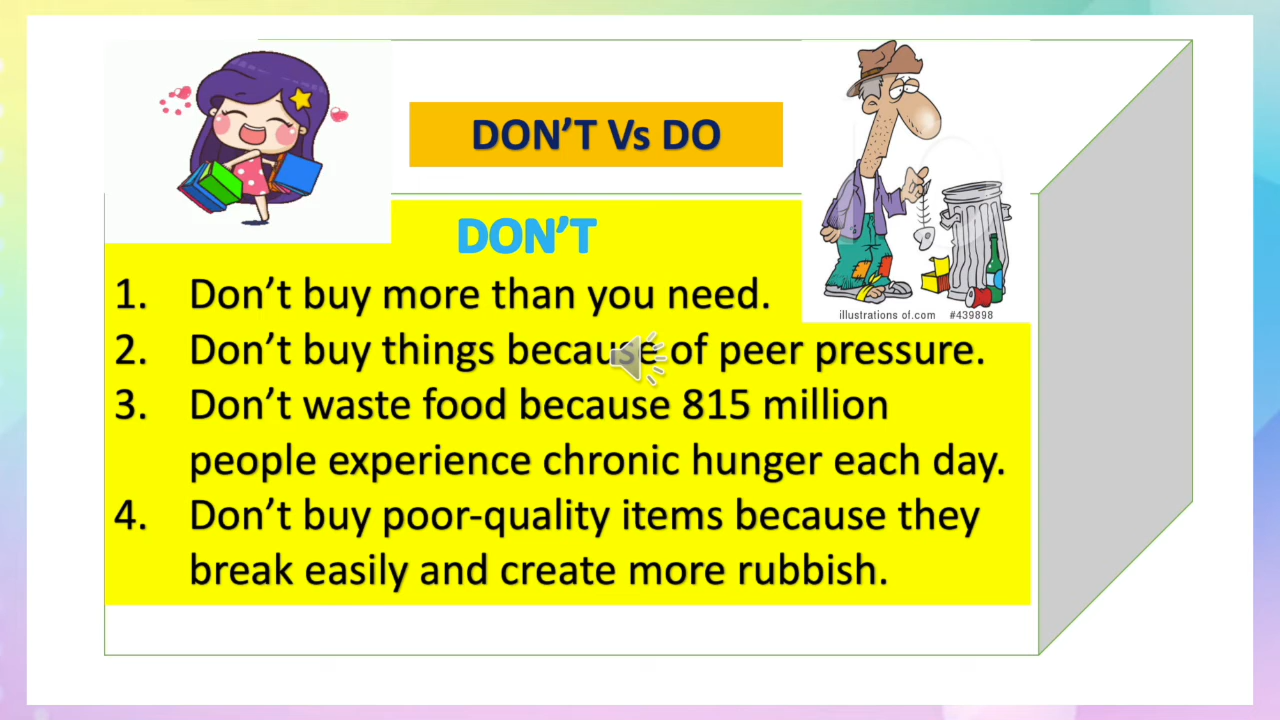 DON'T Vs DO
DON'T
1. Don't buy more than you need.
illustrations of.com #439898
2. Don't buy things because of peer pressure.
3. Don't waste food because 815 million
people experience chronic hunger each day.
4. Don't buy poor-quality items because they
break easily and create more rubbish.